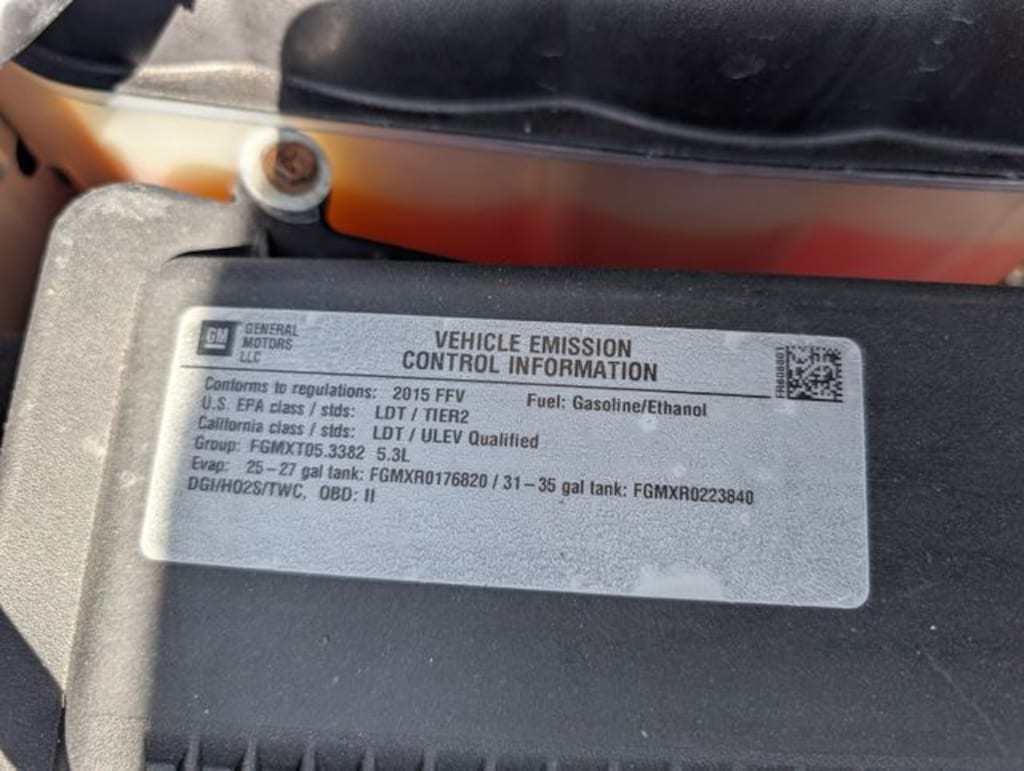 GM
GENERAL
MOTORS
LLC
VEHICLE EMISSION
CONTROL INFORMATION
Conforms to regulations: 2015 FFV Fuel: Gasoline/Ethanol
U.S. EPA class / stds: LDT / TIER2
California class / stds: LDT / ULEV Qualified
Group: FGMXT05.3382 5.3L
Evap: 25–27 gal tank: FGMXR0176820 / 31–35 gal tank: FGMXR0223840
DGI/HO2S/TWC, OBD: II